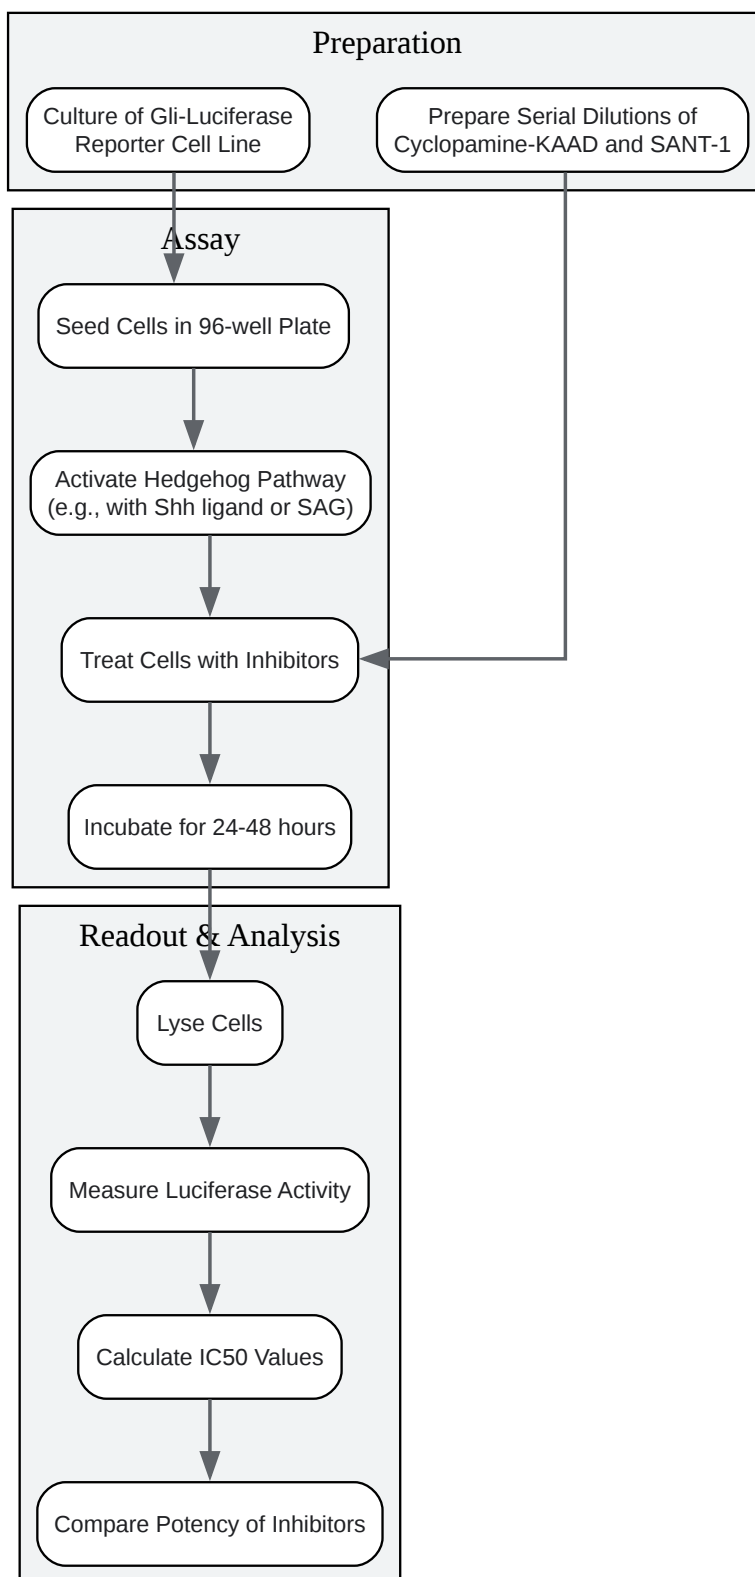 Preparation
Culture of Gli-Luciferase
Reporter Cell Line
Prepare Serial Dilutions of
Cyclopamine-KAAD and SANT-1
Assay
Seed Cells in 96-well Plate
Activate Hedgehog Pathway
(e.g., with Shh ligand or SAG)
Treat Cells with Inhibitors
Incubate for 24-48 hours
Readout & Analysis
Lyse Cells
Measure Luciferase Activity
Calculate IC50 Values
Compare Potency of Inhibitors